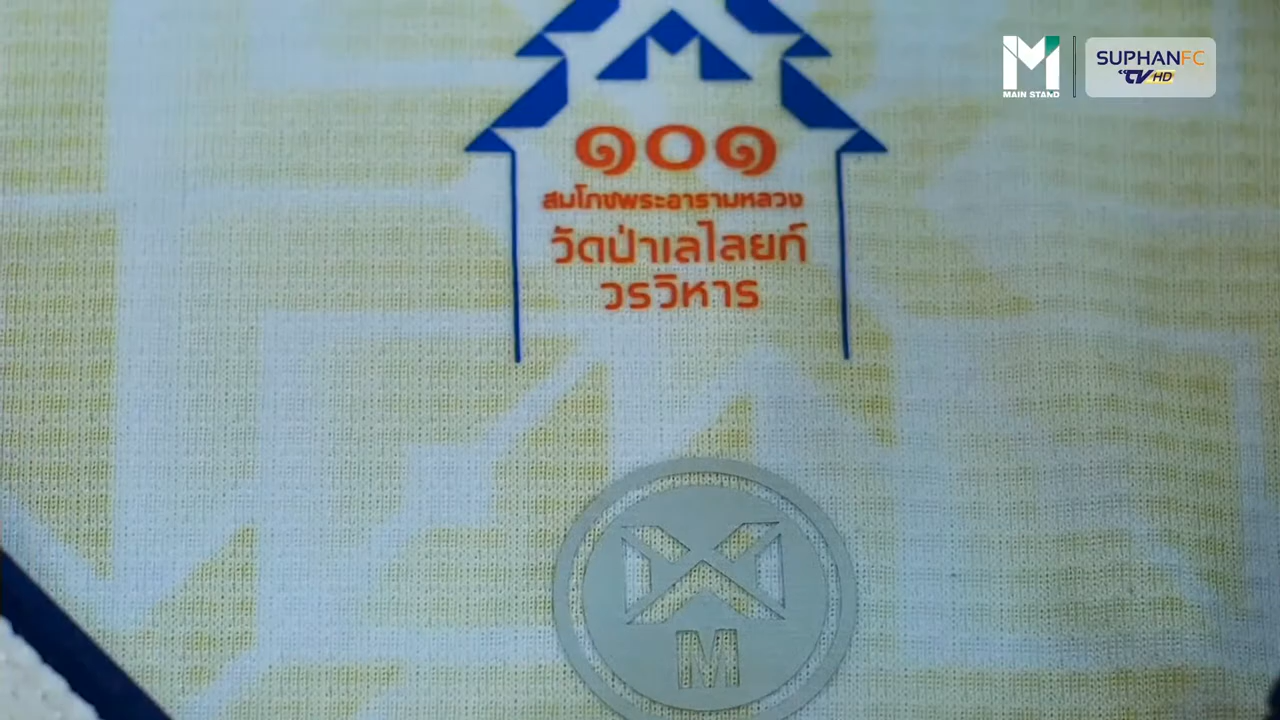 MAIN STAND
SUPHANFC
TV HD
๑๐๑
สมโภชพระอารามหลวง
วัดป่าเลไลยก์
วรวิหาร
M